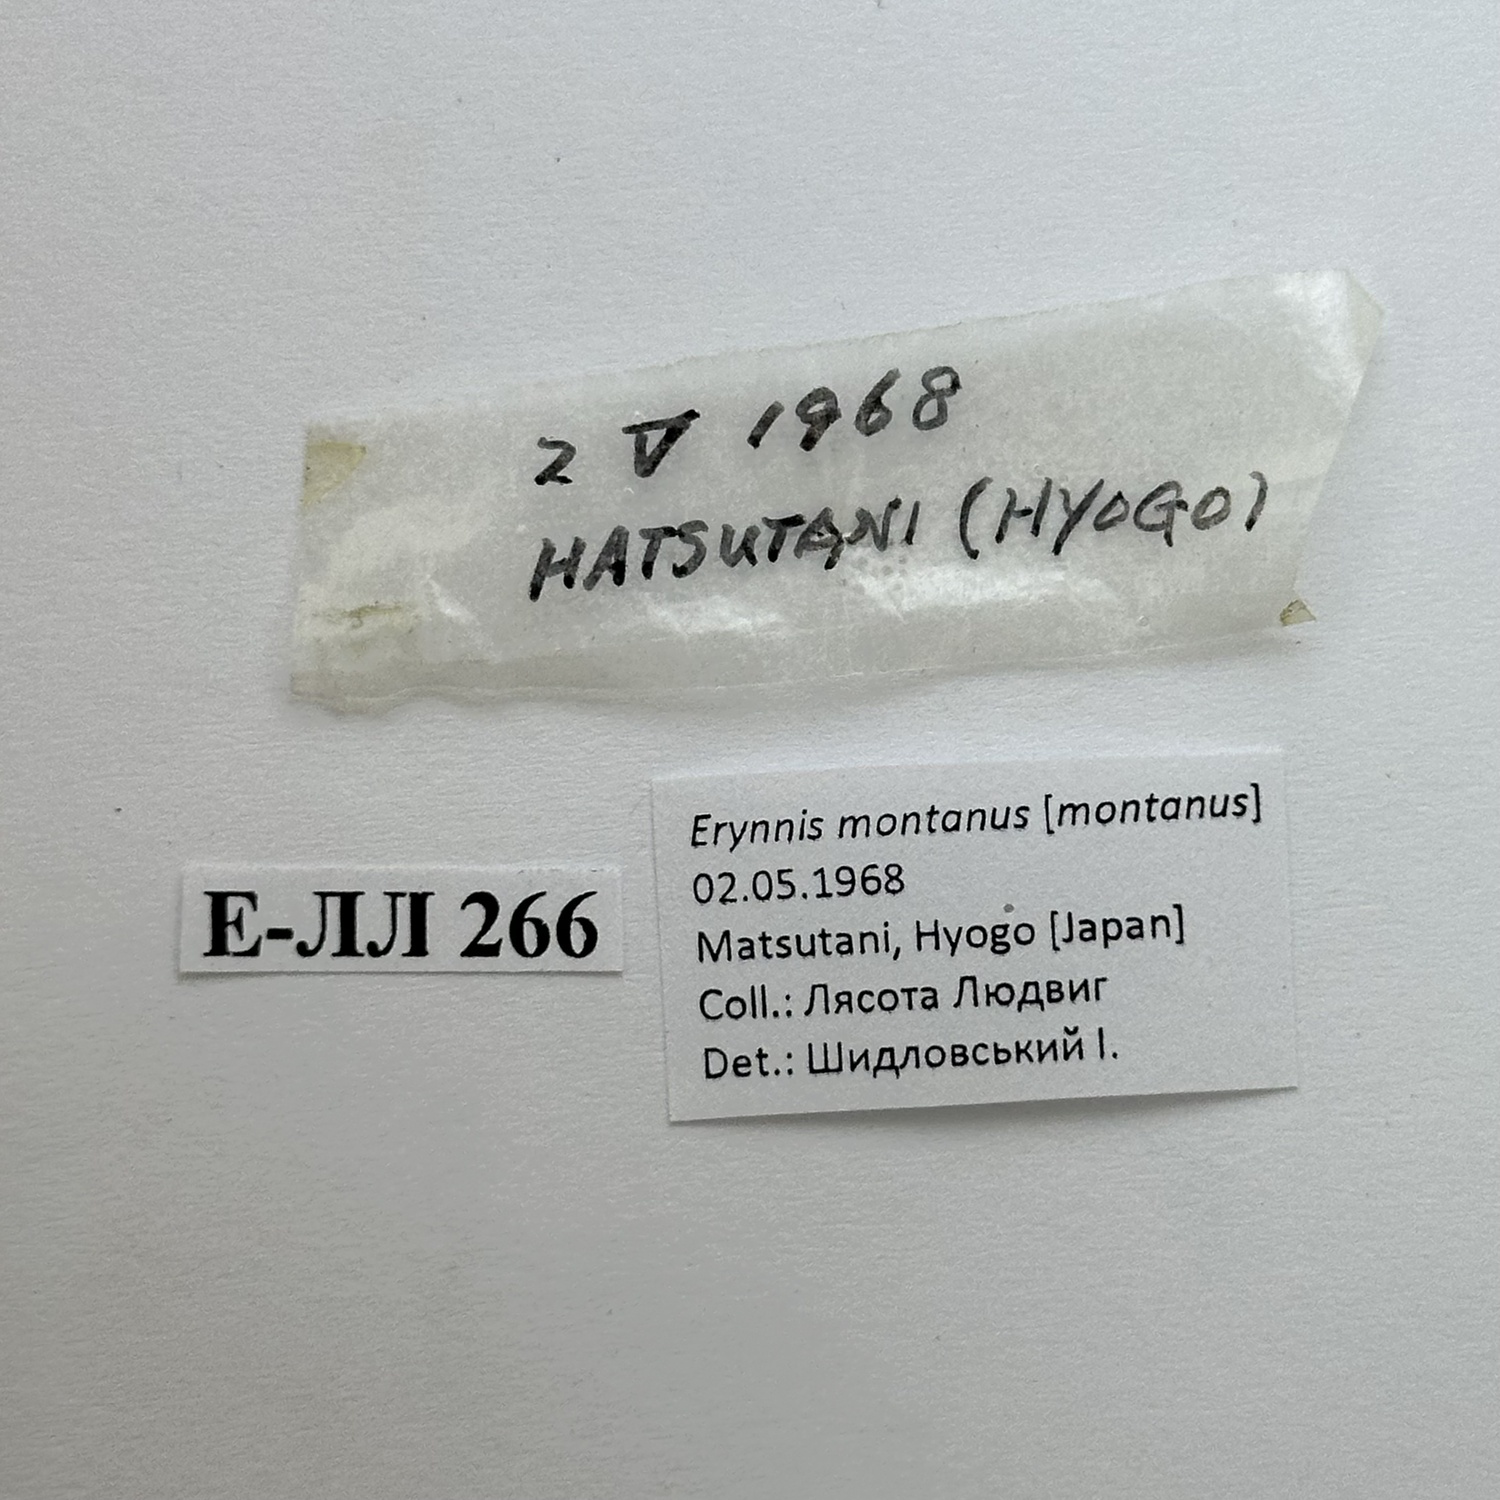 2 V 1968
HATSUTANI (HYOGO)
Е-ЛЛ 266
Erynnis montanus [montanus]
02.05.1968
Matsutani, Hyogo [Japan]
Coll.: Лясота Людвиг
Det.: Шидловський І.